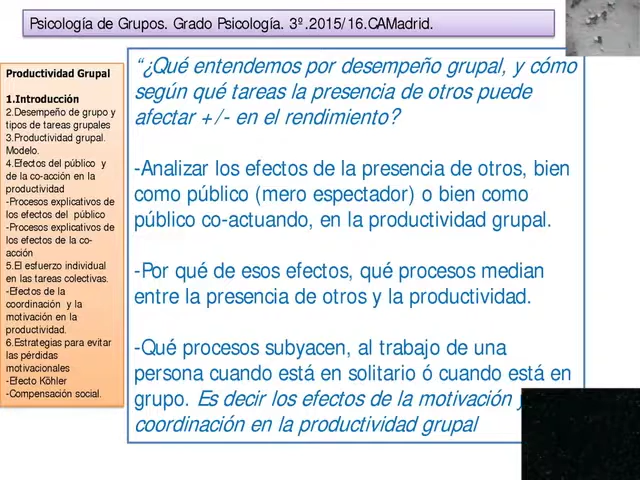 Psicología de Grupos. Grado Psicología. 3º.2015/16.CAMadrid.
Productividad Grupal
1.Introducción
2.Desempeño de grupo y
tipos de tareas grupales
3.Productividad grupal.
Modelo.
4.Efectos del público y
de la co-acción en la
productividad
-Procesos explicativos de
los efectos del público
-Procesos explicativos de
los efectos de la co-
acción
5.El esfuerzo individual
en las tareas colectivas.
-Efectos de la
coordinación y la
motivación en la
productividad.
6.Estrategias para evitar
las pérdidas
motivacionales
-Efecto Köhler
-Compensación social.
“¿Qué entendemos por desempeño grupal, y cómo
según qué tareas la presencia de otros puede
afectar +/- en el rendimiento?
-Analizar los efectos de la presencia de otros, bien
como público (mero espectador) o bien como
público co-actuando, en la productividad grupal.
-Por qué de esos efectos, qué procesos median
entre la presencia de otros y la productividad.
-Qué procesos subyacen, al trabajo de una
persona cuando está en solitario ó cuando está en
grupo. Es decir los efectos de la motivación y
coordinación en la productividad grupal